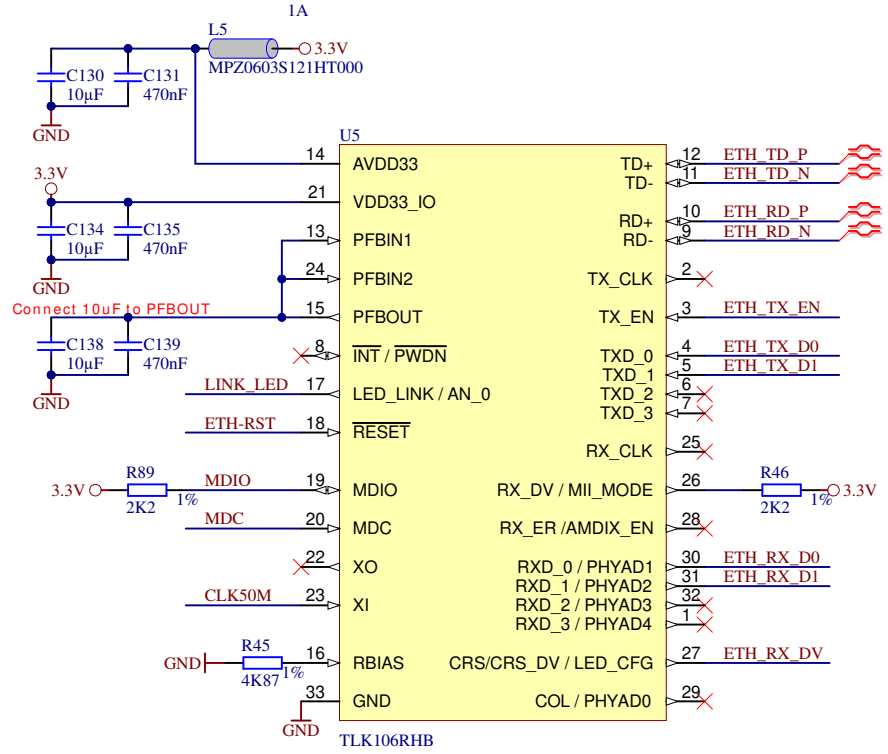 1A
L5
3.3V
MPZ0603S121HT000
C130
10µF
C131
470nF
GND
U5
14 AVDD33
TD+ 12 ETH_TD_P
TD- 11 ETH_TD_N
3.3V
21 VDD33_IO
C134
10µF
C135
470nF
GND
RD+ 10 ETH_RD_P
RD- 9 ETH_RD_N
13 PFBIN1
24 PFBIN2
TX_CLK 2
Connect 10uF to PFBOUT
15 PFBOUT
TX_EN 3 ETH_TX_EN
C138
10µF
C139
470nF
GND
8 INT / PWDN
TXD_0 4 ETH_TX_D0
TXD_1 5 ETH_TX_D1
LINK_LED 17 LED_LINK / AN_0
TXD_2 6
TXD_3 7
ETH-RST 18 RESET
RX_CLK 25
3.3V R89 2K2 1% MDIO 19 MDIO
RX_DV / MII_MODE 26 R46 2K2 1% 3.3V
MDC 20 MDC
RX_ER /AMDIX_EN 28
22 XO
RXD_0 / PHYAD1 30 ETH_RX_D0
RXD_1 / PHYAD2 31 ETH_RX_D1
CLK50M 23 XI
RXD_2 / PHYAD3 32
RXD_3 / PHYAD4 1
GND R45 4K87 1% 16 RBIAS
CRS/CRS_DV / LED_CFG 27 ETH_RX_DV
33 GND
COL / PHYAD0 29
GND
TLK106RHB